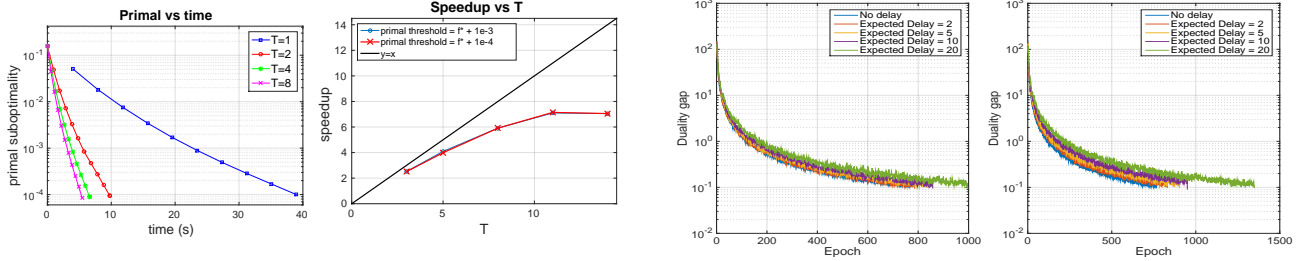 Primal vs time
primal suboptimality
10^-1
10^-2
10^-3
10^-4
0
10
20
30
40
time (s)
T=1
T=2
T=4
T=8
Speedup vs T
speedup
14
12
10
8
6
4
2
0
0
5
10
T
primal threshold = f* + 1e-3
primal threshold = f* + 1e-4
y=x
Duality gap
10^2
10^1
10^0
10^-1
10^-2
0
200
400
600
800
1000
Epoch
No delay
Expected Delay = 2
Expected Delay = 5
Expected Delay = 10
Expected Delay = 20
Duality gap
10^2
10^1
10^0
10^-1
10^-2
0
500
1000
1500
Epoch
No delay
Expected Delay = 2
Expected Delay = 5
Expected Delay = 10
Expected Delay = 20